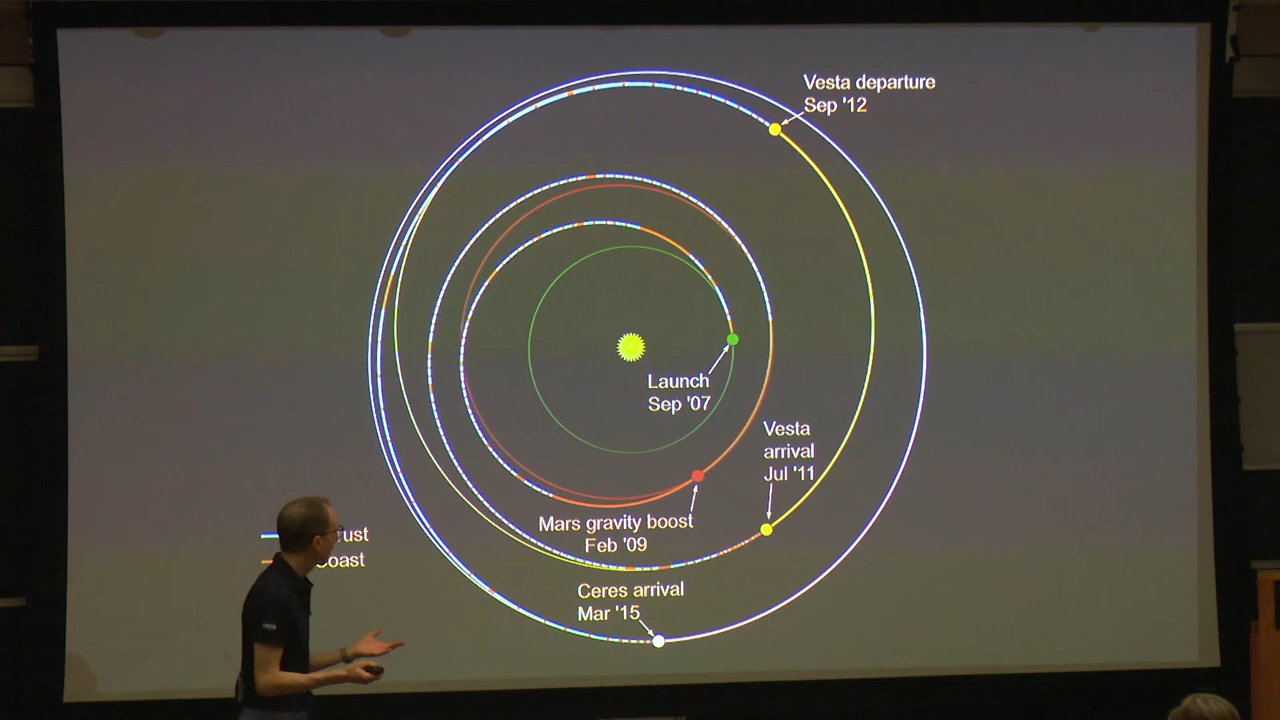 Vesta departure
Sep '12
Launch
Sep '07
Vesta
arrival
Jul '11
Mars gravity boost
Feb '09
Ceres arrival
Mar '15